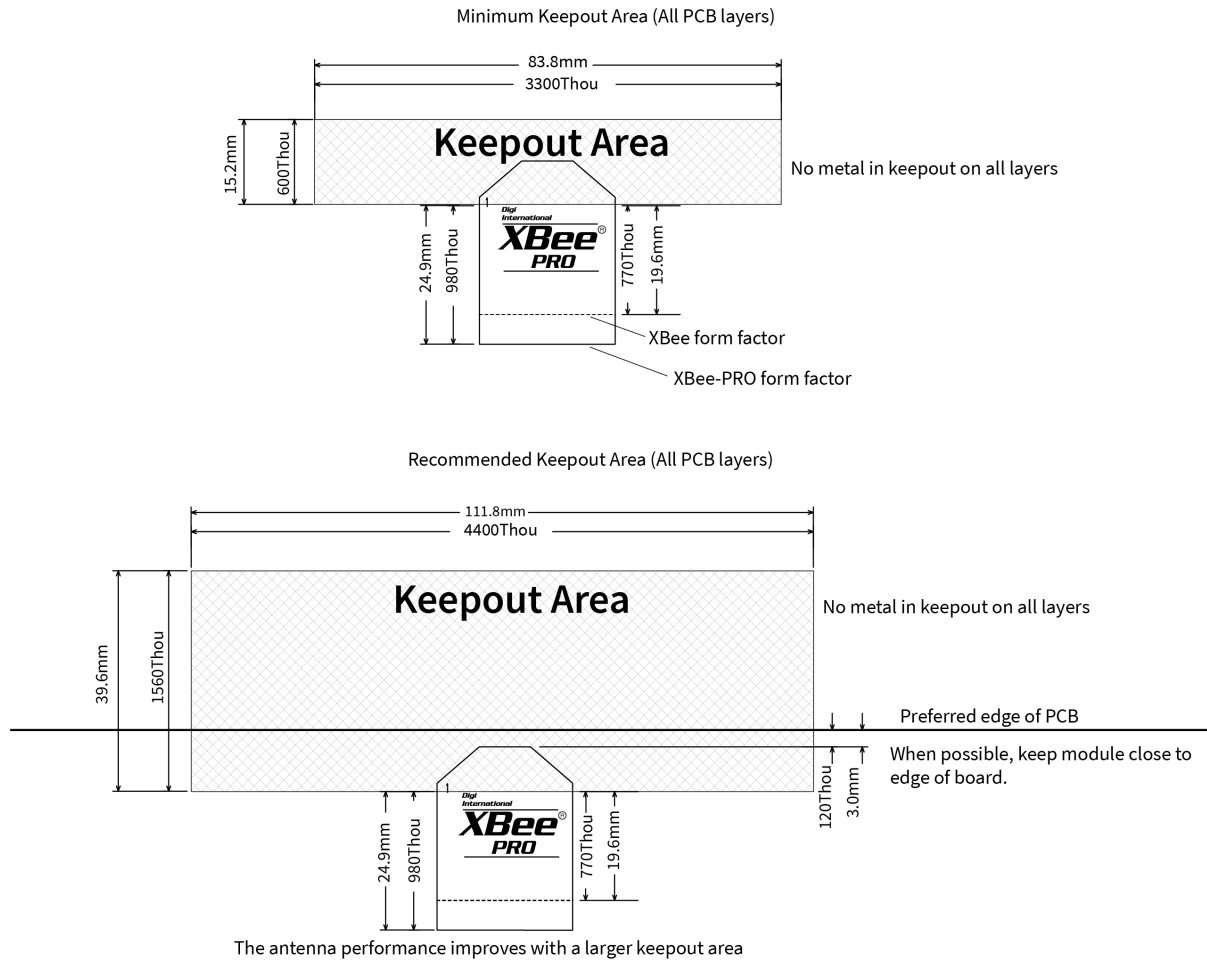 Minimum Keepout Area (All PCB layers)
83.8mm
3300Thou
Keepout Area
15.2mm
600Thou
No metal in keepout on all layers
1
Digi
International
XBee®
PRO
24.9mm
980Thou
770Thou
19.6mm
XBee form factor
XBee-PRO form factor
Recommended Keepout Area (All PCB layers)
111.8mm
4400Thou
Keepout Area
No metal in keepout on all layers
39.6mm
1560Thou
Preferred edge of PCB
When possible, keep module close to
edge of board.
120Thou
3.0mm
1
Digi
International
XBee®
PRO
24.9mm
980Thou
770Thou
19.6mm
The antenna performance improves with a larger keepout area